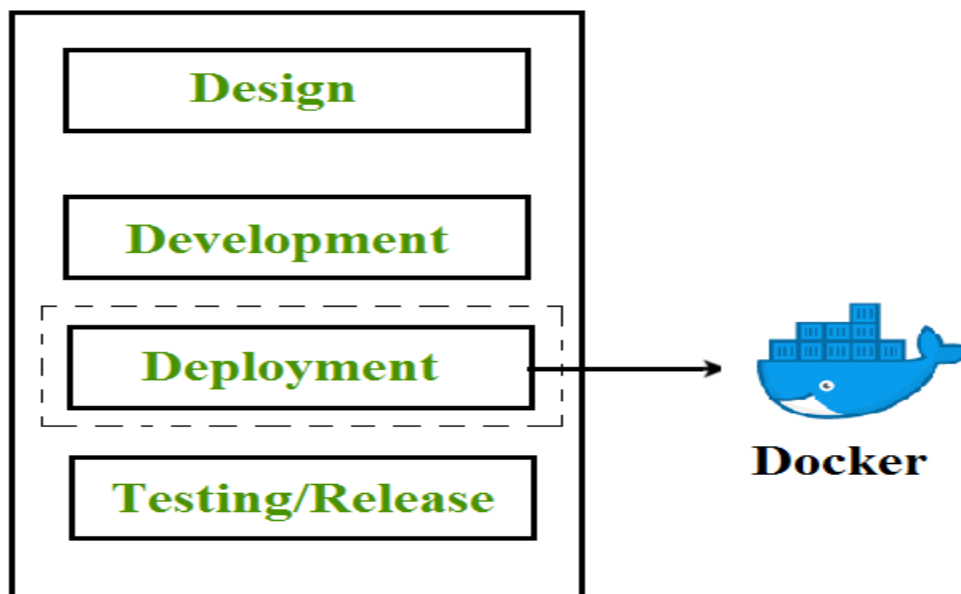 Design
Development
Deployment
Testing/Release
Docker